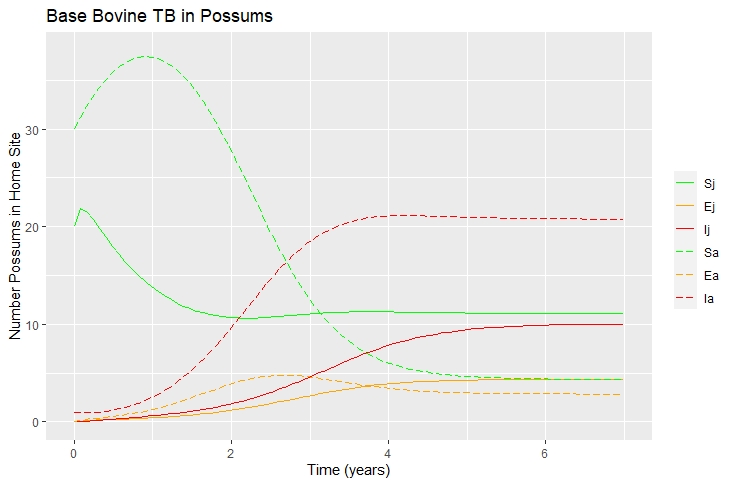 Base Bovine TB in Possums
Number Possums in Home Site
30
20
10
0
0 2 4 6
Time (years)
Sj
Ej
Ij
Sa
Ea
Ia